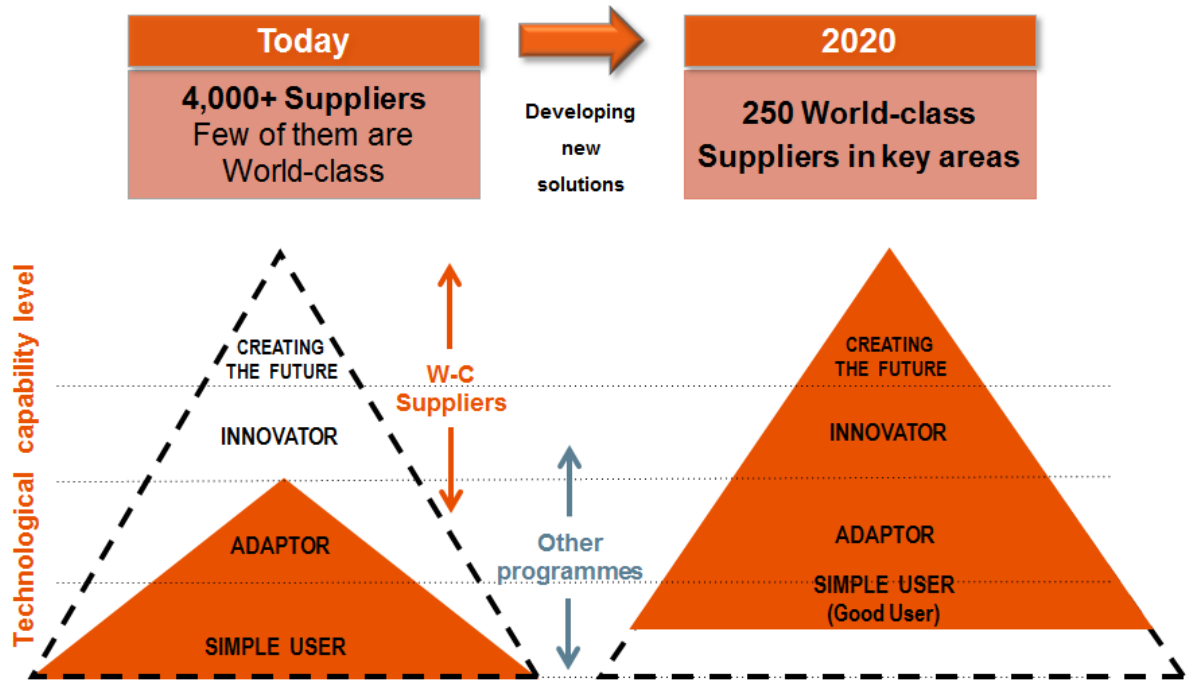 Today
4,000+ Suppliers
Few of them are
World-class
Developing
new
solutions
2020
250 World-class
Suppliers in key areas
Technological capability level
CREATING
THE FUTURE
INNOVATOR
ADAPTOR
SIMPLE USER
W-C
Suppliers
Other
programmes
CREATING
THE FUTURE
INNOVATOR
ADAPTOR
SIMPLE USER
(Good User)